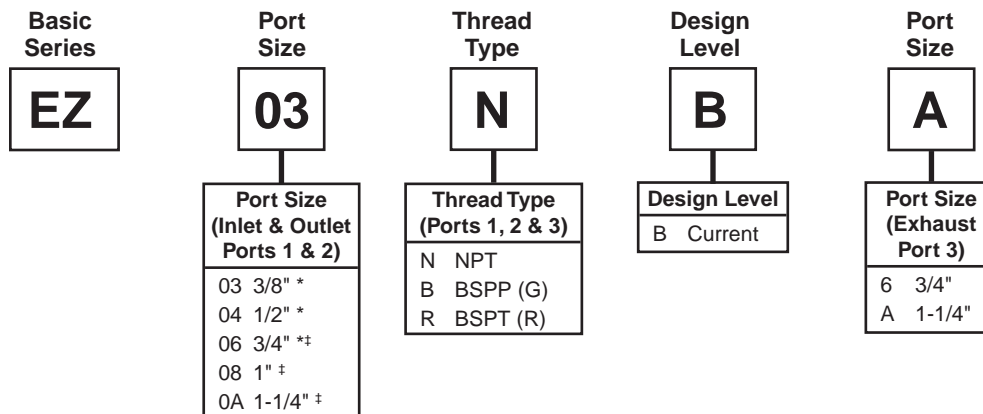 Basic
Series
EZ
Port
Size
03
Port Size
(Inlet & Outlet
Ports 1 & 2)
03 3/8" *
04 1/2" *
06 3/4" *‡
08 1" ‡
0A 1-1/4" ‡
Thread
Type
N
Thread Type
(Ports 1, 2 & 3)
N NPT
B BSPP (G)
R BSPT (R)
Design
Level
B
Design Level
B Current
Port
Size
A
Port Size
(Exhaust
Port 3)
6 3/4"
A 1-1/4"